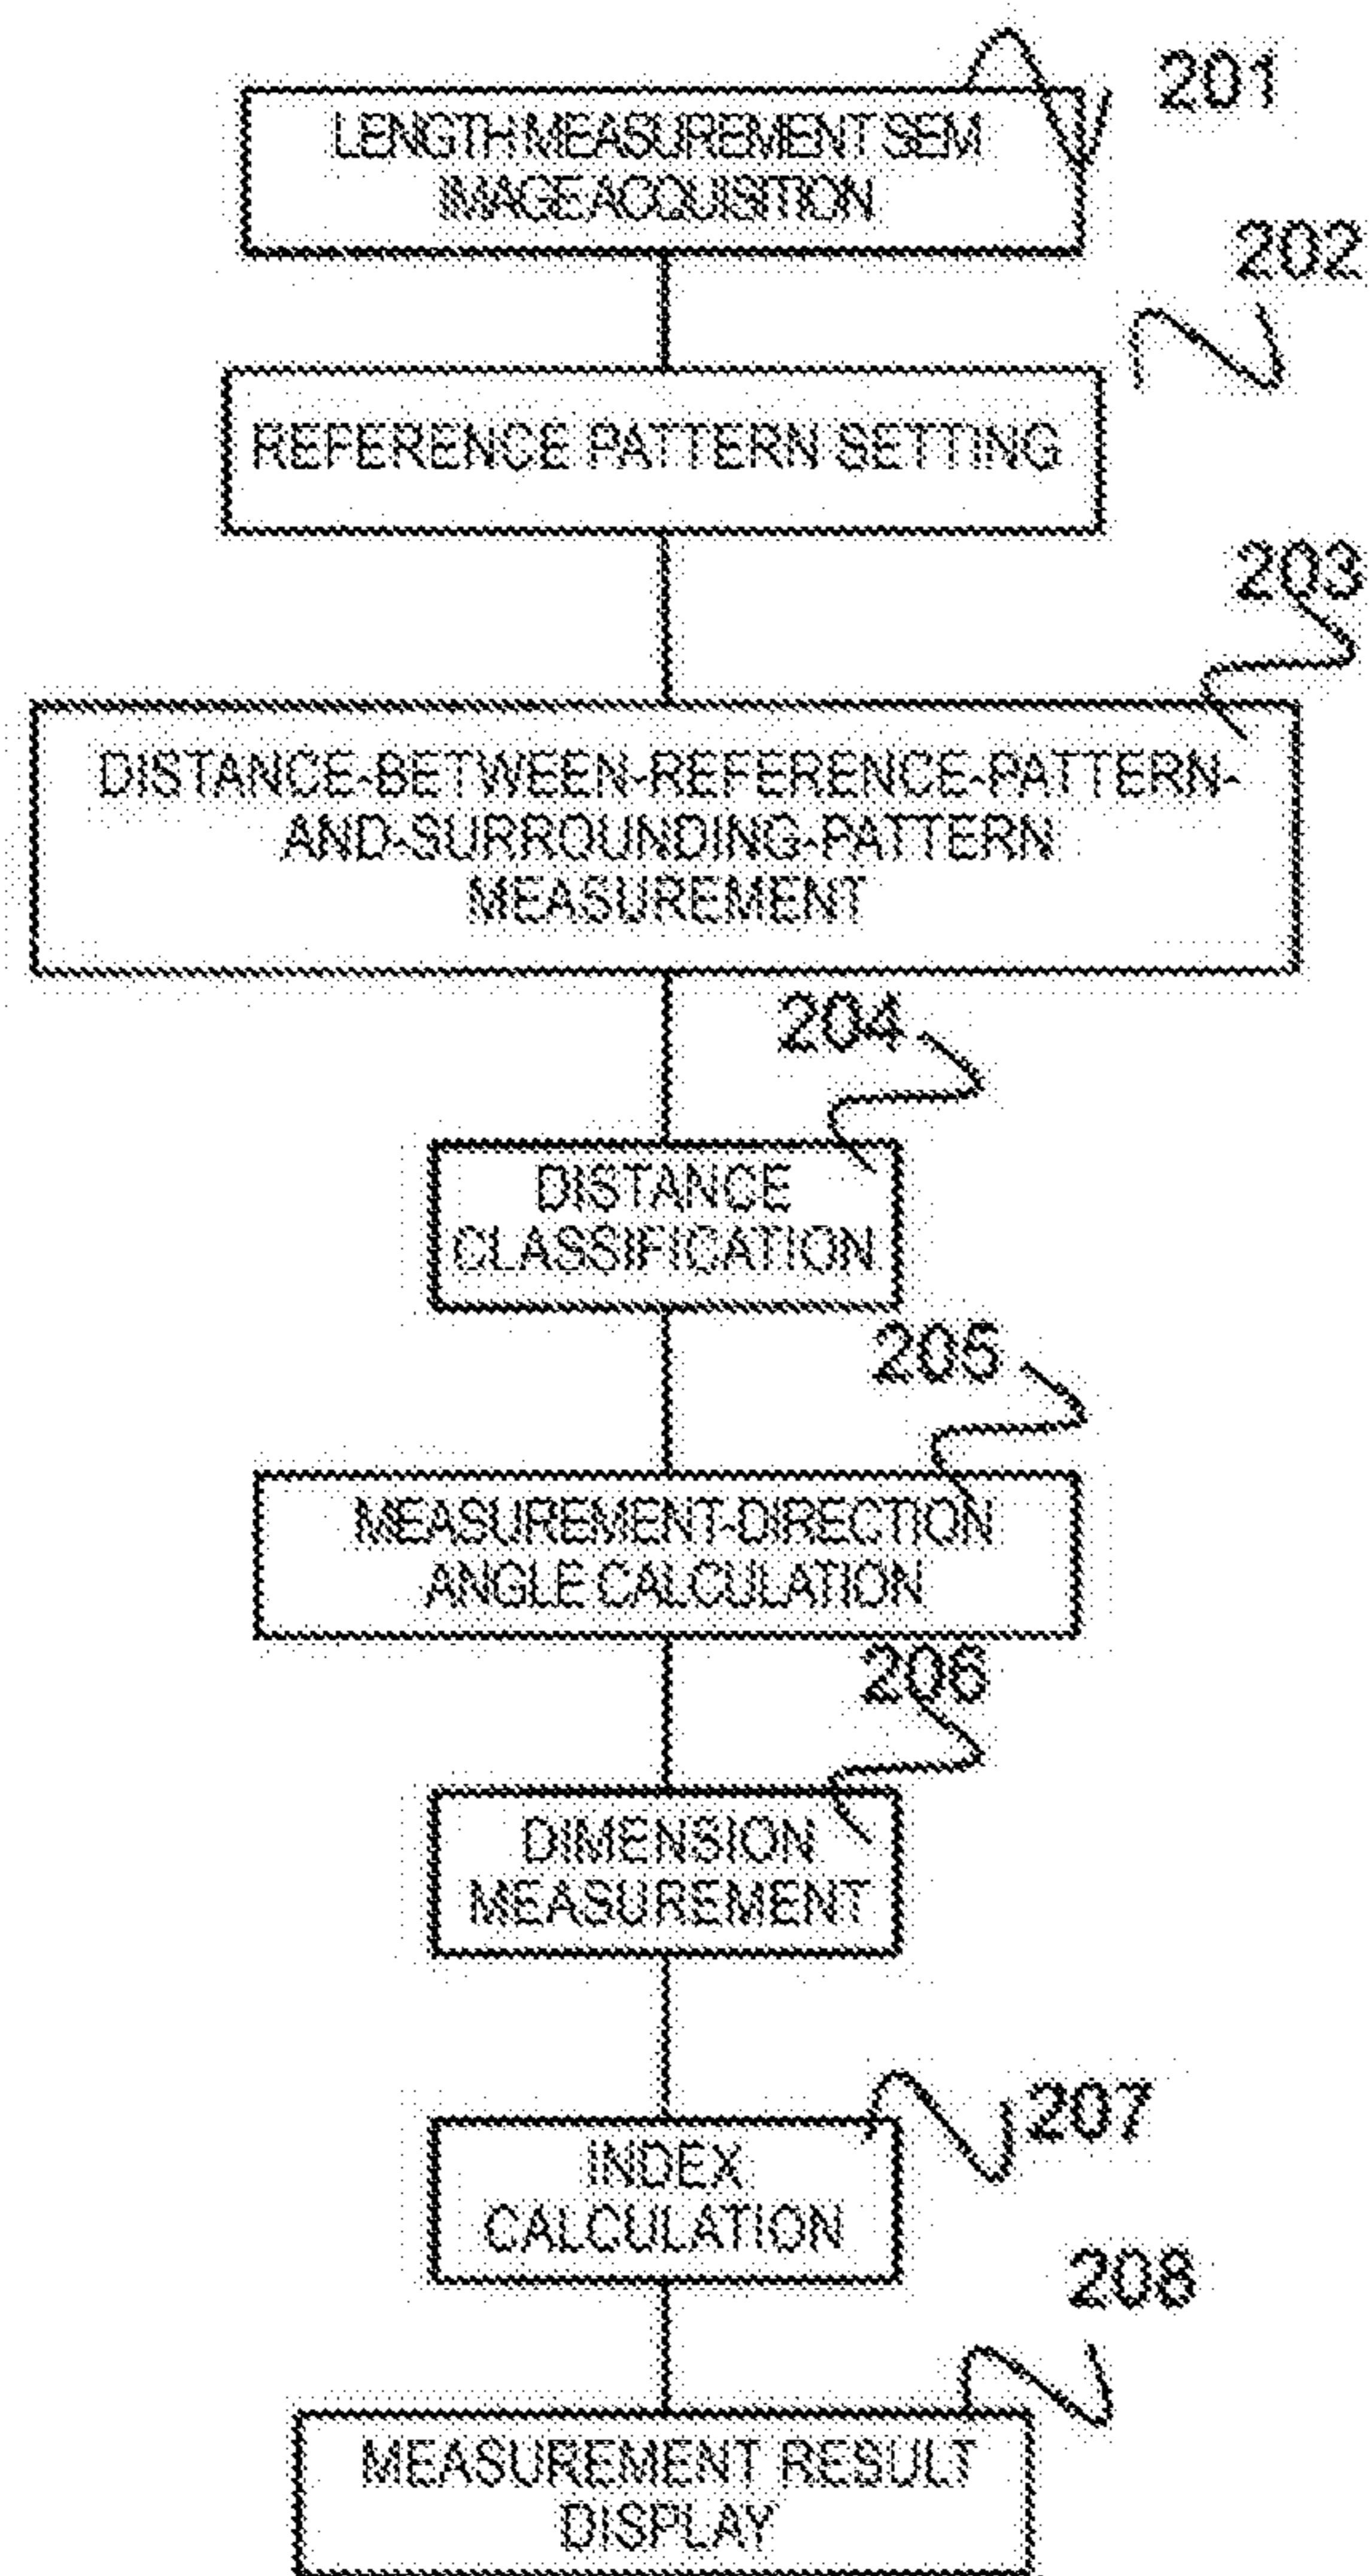 201
LENGTH MEASUREMENT SEM
IMAGE ACQUISITION
202
REFERENCE PATTERN SETTING
203
DISTANCE-BETWEEN-REFERENCE-PATTERN-
AND-SURROUNDING-PATTERN
MEASUREMENT
204
DISTANCE
CLASSIFICATION
205
MEASUREMENT-DIRECTION
ANGLE CALCULATION
206
DIMENSION
MEASUREMENT
207
INDEX
CALCULATION
208
MEASUREMENT RESULT
DISPLAY